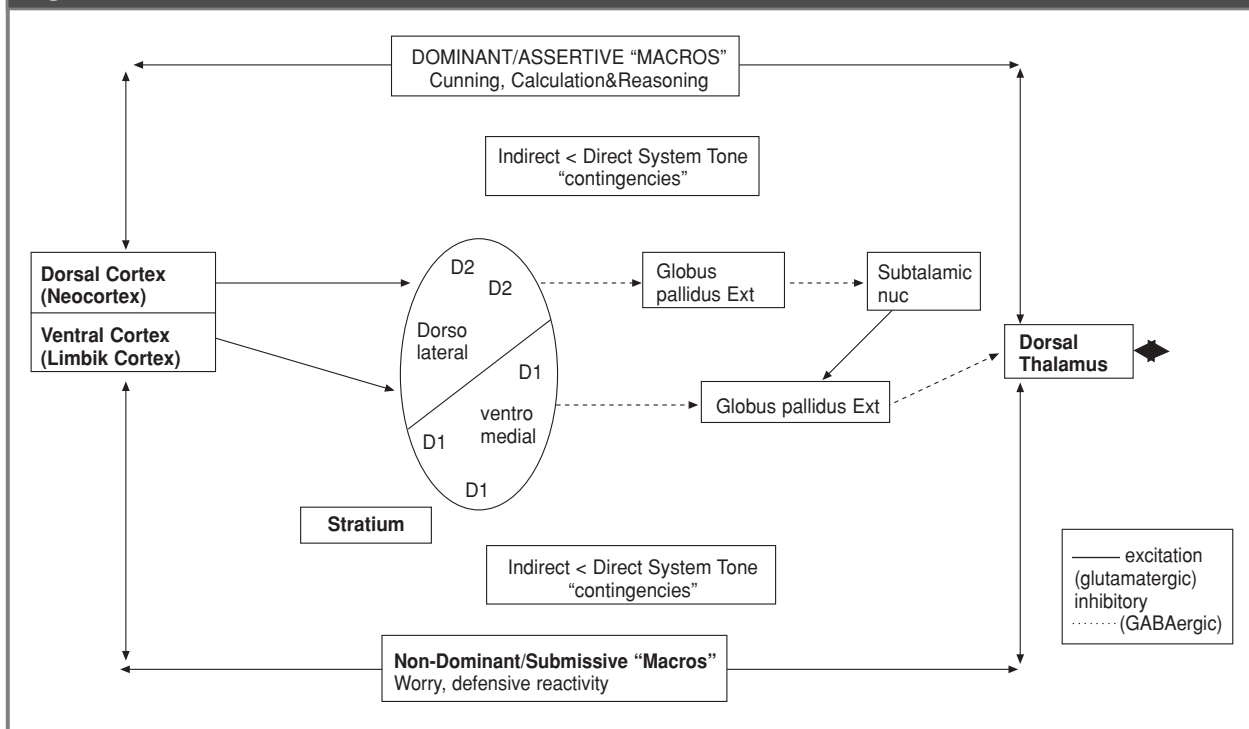 DOMINANT/ASSERTIVE “MACROS”
Cunning, Calculation&Reasoning
Indirect < Direct System Tone
“contingencies”
Dorsal Cortex
(Neocortex)
Ventral Cortex
(Limbik Cortex)
D2
D2
Dorso
lateral
D1
ventro
medial
D1
D1
Globus
pallidus Ext
Subtalamic
nuc
Globus pallidus Ext
Dorsal
Thalamus
Stratium
Indirect < Direct System Tone
“contingencies”
excitation
(glutamatergic)
inhibitory
(GABAergic)
Non-Dominant/Submissive “Macros”
Worry, defensive reactivity